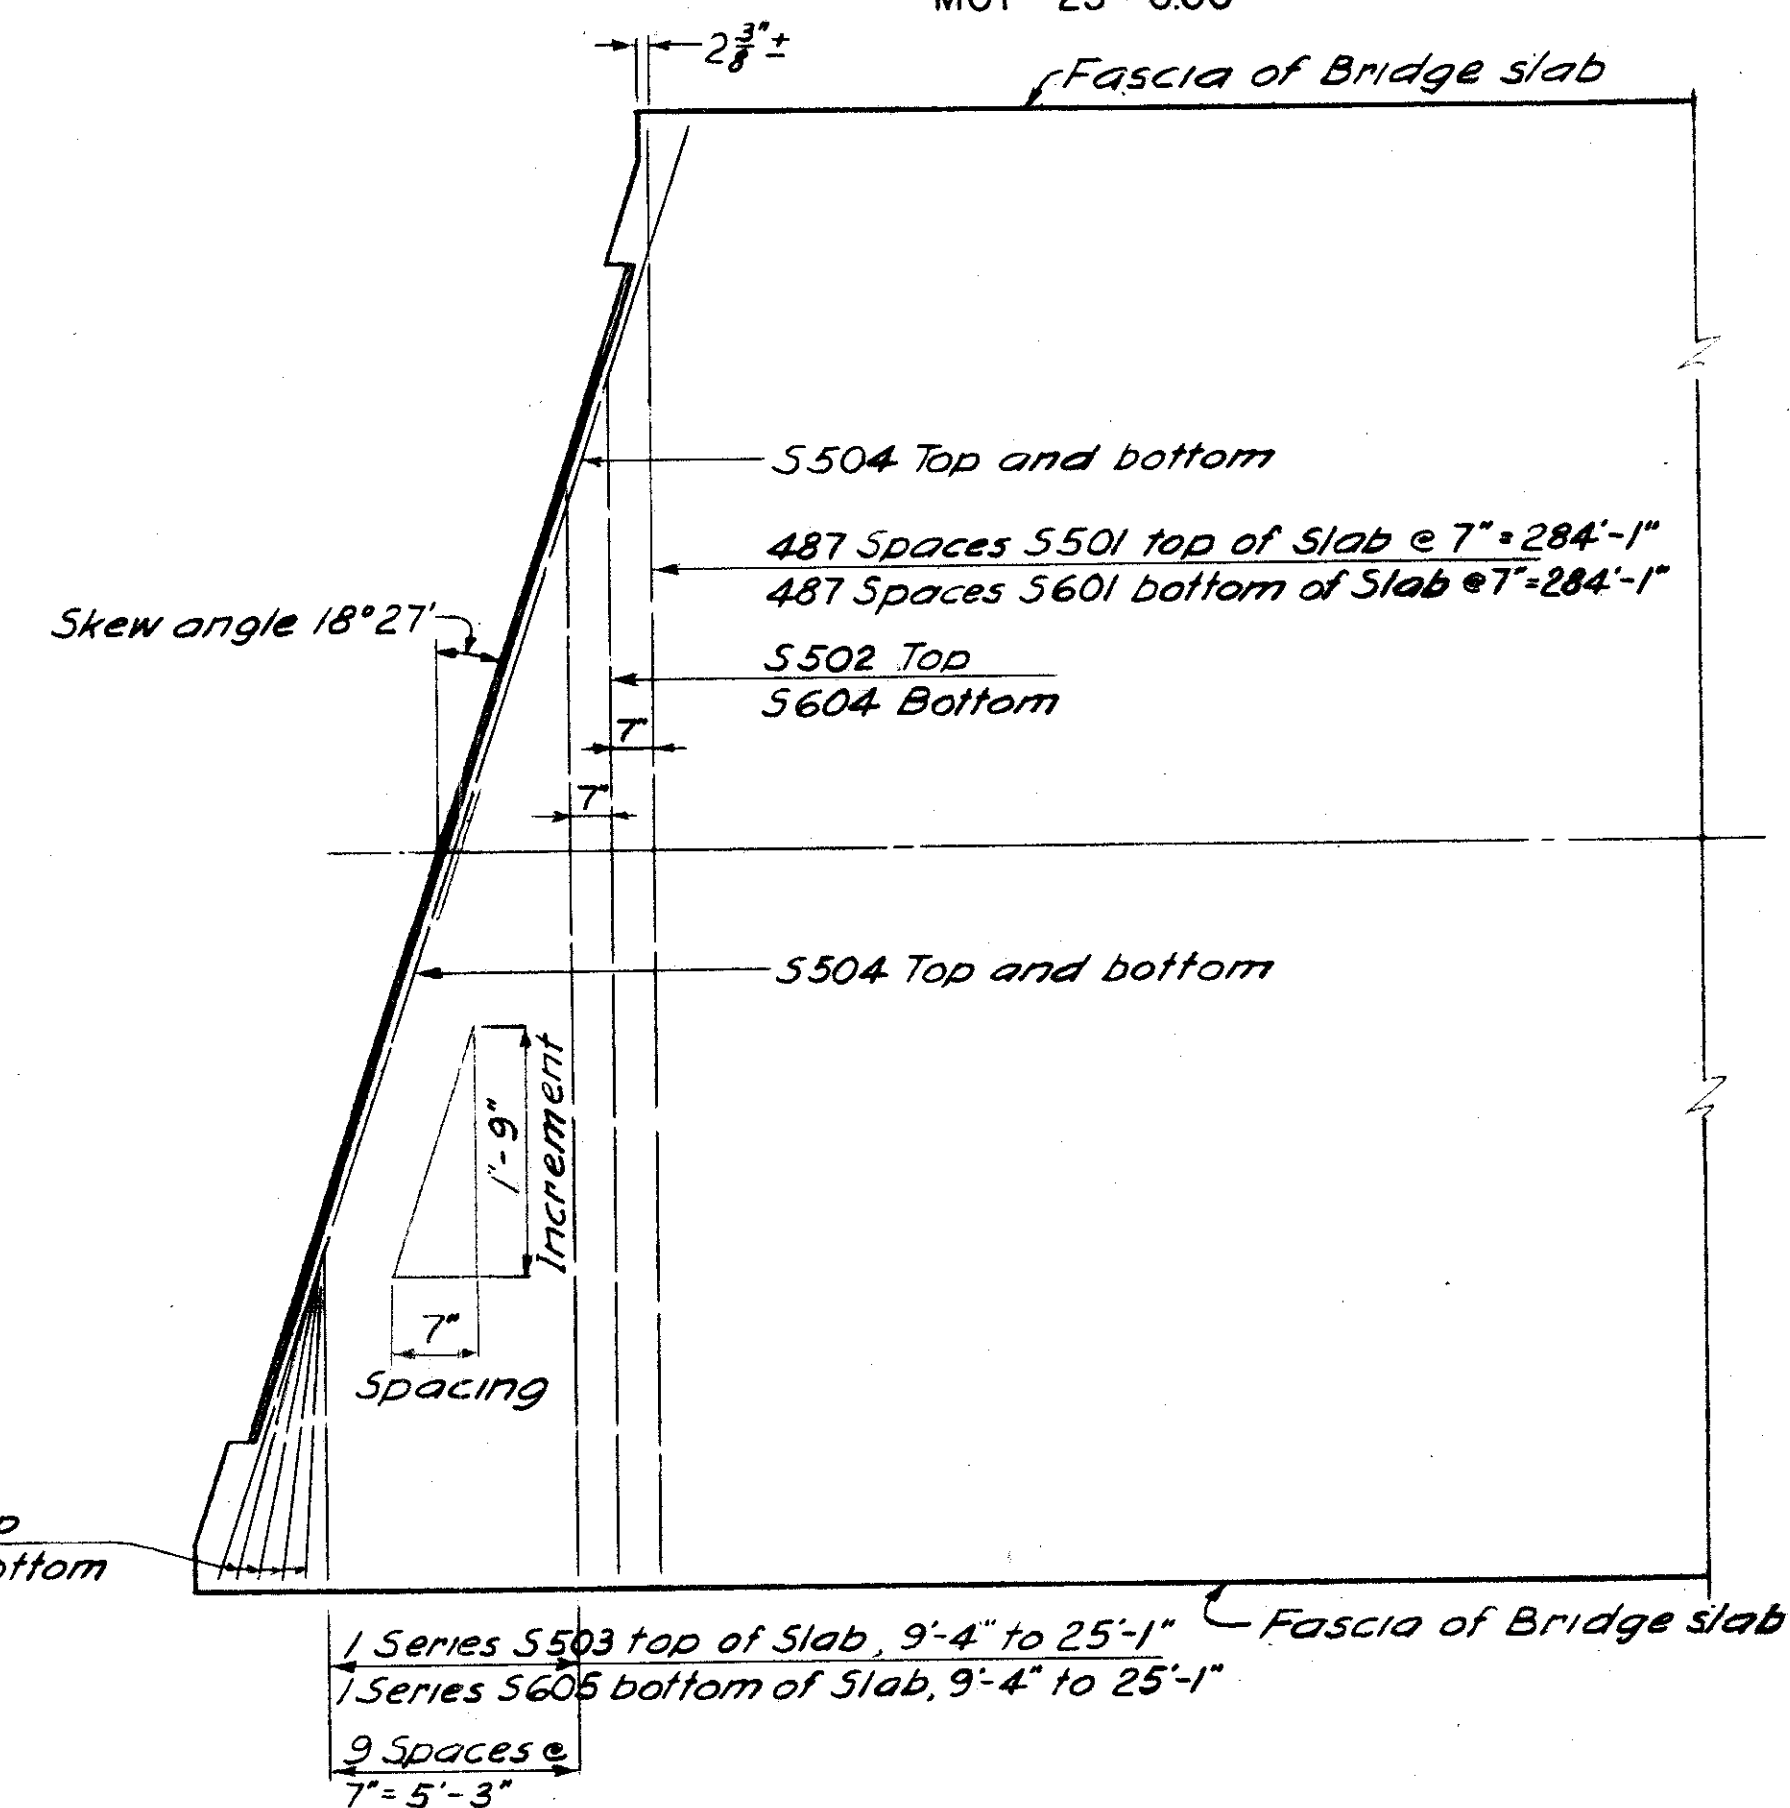 2 3/8" ±
Fascia of Bridge slab
S504 Top and bottom
487 Spaces S501 top of Slab @ 7" = 284'-1"
487 Spaces S601 bottom of Slab @ 7" = 284'-1"
Skew angle 18° 27'
S502 Top
S604 Bottom
7"
7"
S504 Top and bottom
1'-9"
Increment
7"
Spacing
Fascia of Bridge slab
1 Series S503 top of Slab, 9'-4" to 25'-1"
1 Series S605 bottom of Slab, 9'-4" to 25'-1"
9 Spaces @
7" = 5'-3"